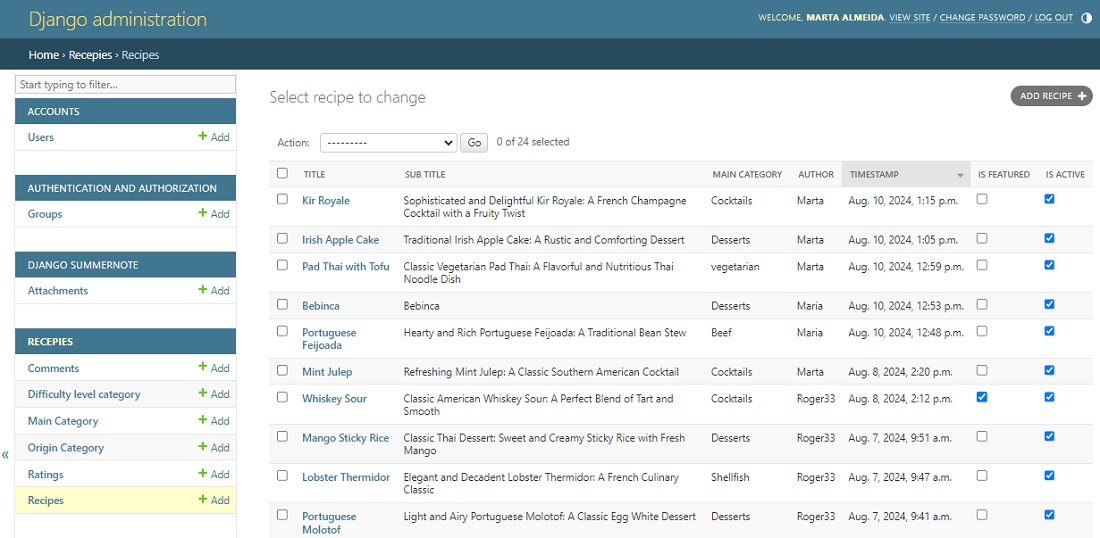 Django administration
WELCOME, MARTA ALMEIDA. VIEW SITE / CHANGE PASSWORD / LOG OUT
Home › Recepies › Recipes
Start typing to filter...
ACCOUNTS
Users + Add
AUTHENTICATION AND AUTHORIZATION
Groups + Add
DJANGO SUMMERNOTE
Attachments + Add
RECEPIES
Comments + Add
Difficulty level category + Add
Main Category + Add
Origin Category + Add
Ratings + Add
Recipes + Add
«
Select recipe to change
ADD RECIPE +
Action: --------- Go 0 of 24 selected
TITLE SUB TITLE MAIN CATEGORY AUTHOR TIMESTAMP IS FEATURED IS ACTIVE
Kir Royale Sophisticated and Delightful Kir Royale: A French Champagne Cocktails Marta Aug. 10, 2024, 1:15 p.m.
Cocktail with a Fruity Twist
Irish Apple Cake Traditional Irish Apple Cake: A Rustic and Comforting Dessert Desserts Marta Aug. 10, 2024, 1:05 p.m.
Pad Thai with Tofu Classic Vegetarian Pad Thai: A Flavorful and Nutritious Thai vegetarian Marta Aug. 10, 2024, 12:59 p.m.
Noodle Dish
Bebinca Bebinca Desserts Maria Aug. 10, 2024, 12:53 p.m.
Portuguese Hearty and Rich Portuguese Feijoada: A Traditional Bean Stew Beef Maria Aug. 10, 2024, 12:48 p.m.
Feijoada
Mint Julep Refreshing Mint Julep: A Classic Southern American Cocktail Cocktails Marta Aug. 8, 2024, 2:20 p.m.
Whiskey Sour Classic American Whiskey Sour: A Perfect Blend of Tart and Cocktails Roger33 Aug. 8, 2024, 2:12 p.m.
Smooth
Mango Sticky Rice Classic Thai Dessert: Sweet and Creamy Sticky Rice with Fresh Desserts Roger33 Aug. 7, 2024, 9:51 a.m.
Mango
Lobster Thermidor Elegant and Decadent Lobster Thermidor: A French Culinary Shellfish Roger33 Aug. 7, 2024, 9:47 a.m.
Classic
Portuguese Light and Airy Portuguese Molotof: A Classic Egg White Dessert Desserts Roger33 Aug. 7, 2024, 9:41 a.m.
Molotof